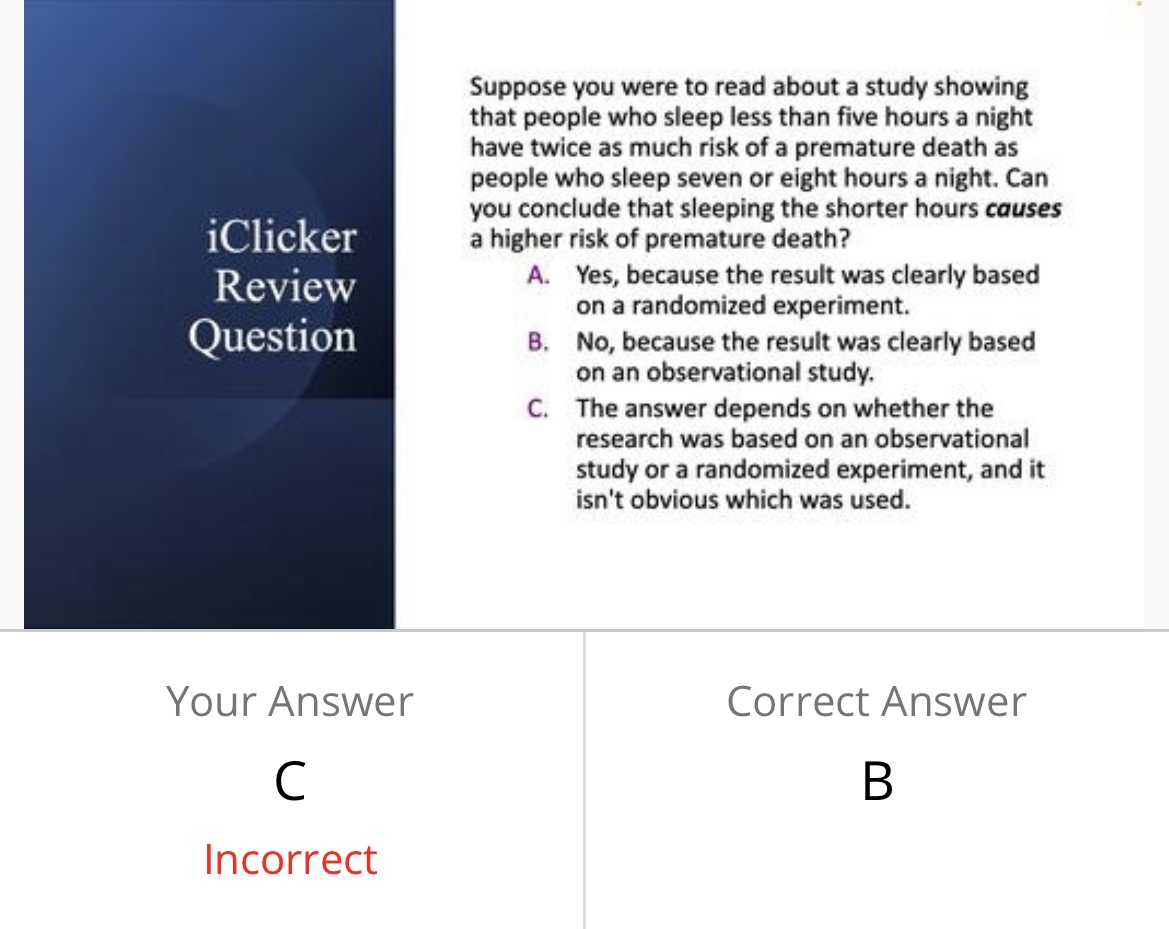 iClicker
Review
Question
Suppose you were to read about a study showing
that people who sleep less than five hours a night
have twice as much risk of a premature death as
people who sleep seven or eight hours a night. Can
you conclude that sleeping the shorter hours causes
a higher risk of premature death?
A. Yes, because the result was clearly based
on a randomized experiment.
B. No, because the result was clearly based
on an observational study.
C. The answer depends on whether the
research was based on an observational
study or a randomized experiment, and it
isn't obvious which was used.
Your Answer
C
Incorrect
Correct Answer
B